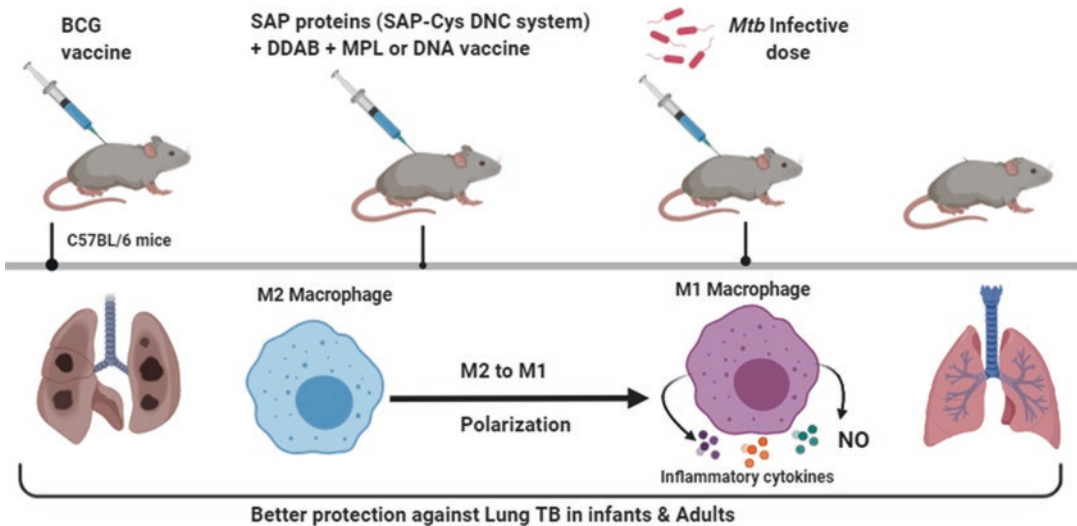 BCG
vaccine
SAP proteins (SAP-Cys DNC system)
+ DDAB + MPL or DNA vaccine
Mtb Infective
dose
C57BL/6 mice
M2 Macrophage
M1 Macrophage
M2 to M1
Polarization
NO
Inflammatory cytokines
Better protection against Lung TB in infants & Adults